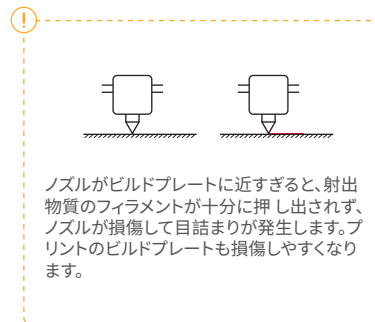 ノズルがビルドプレートに近すぎると、射出
物質のフィラメントが十分に押 し出されず、
ノズルが損傷して目詰まりが発生します。プ
リントのビルドプレートも損傷しやすくなり
ます。